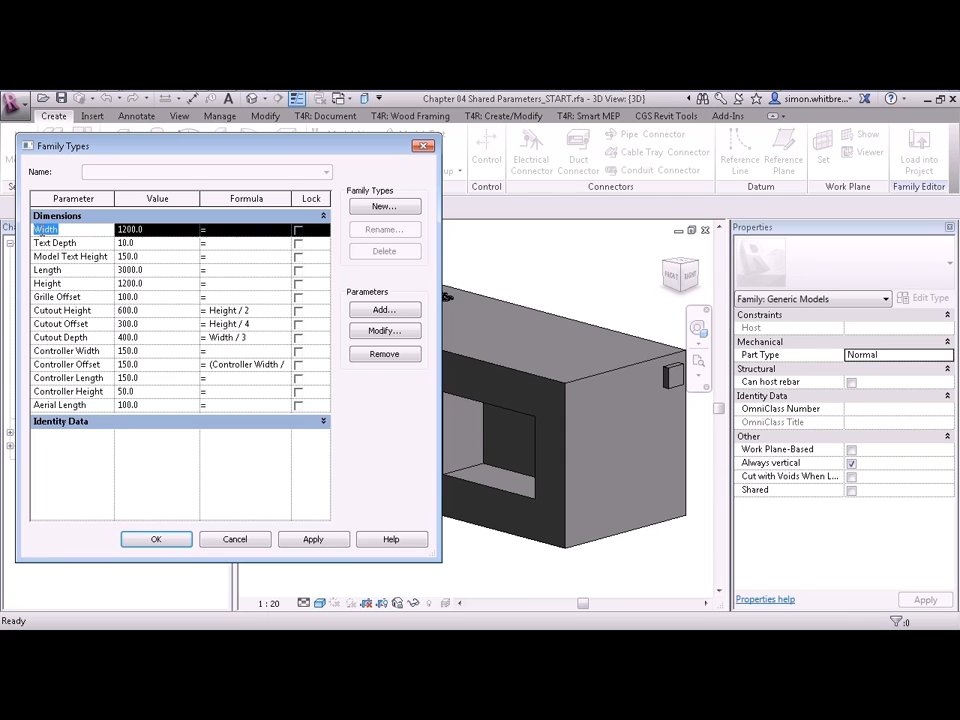 Chapter 04 Shared Parameters_START.rfa - 3D View: {3D}
simon.whitbre...
Create Insert Annotate View Manage Modify T4R: Document T4R: Wood Framing T4R: Create/Modify T4R: Smart MEP CGS Revit Tools Add-Ins
Control
Electrical Connector
Duct Connector
Pipe Connector
Cable Tray Connector
Conduit Connector
Reference Line
Reference Plane
Set
Show
Viewer
Load into Project
Control Connectors Datum Work Plane Family Editor
Family Types
Name:
Parameter Value Formula Lock
Dimensions
Width 1200.0 =
Text Depth 10.0 =
Model Text Height 150.0 =
Length 3000.0 =
Height 1200.0 =
Grille Offset 100.0 =
Cutout Height 600.0 = Height / 2
Cutout Offset 300.0 = Height / 4
Cutout Depth 400.0 = Width / 3
Controller Width 150.0 =
Controller Offset 150.0 = (Controller Width /
Controller Length 150.0 =
Controller Height 50.0 =
Aerial Length 100.0 =
Identity Data
Family Types
New...
Rename...
Delete
Parameters
Add...
Modify...
Remove
OK Cancel Apply Help
FRONT RIGHT
Properties
Family: Generic Models Edit Type
Constraints
Host
Mechanical
Part Type Normal
Structural
Can host rebar
Identity Data
OmniClass Number
OmniClass Title
Other
Work Plane-Based
Always vertical
Cut with Voids When L...
Shared
Properties help Apply
1 : 20
Ready
:0